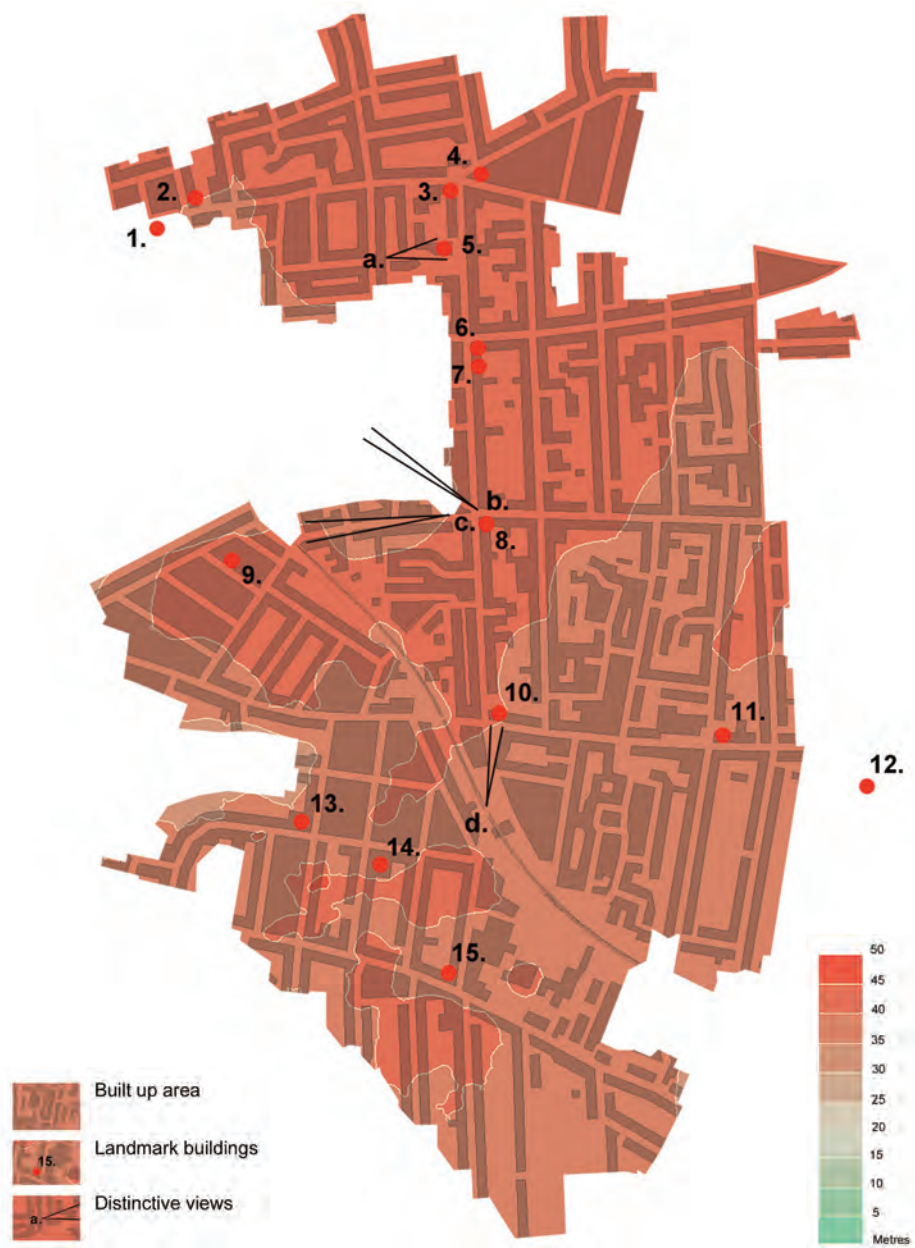 4.
2.
3.
1.
a.
5.
6.
7.
b.
c.
8.
9.
10.
11.
12.
d.
13.
14.
15.
50
45
40
35
30
25
20
15
10
5
Metres
Built up area
15.
Landmark buildings
a.
Distinctive views